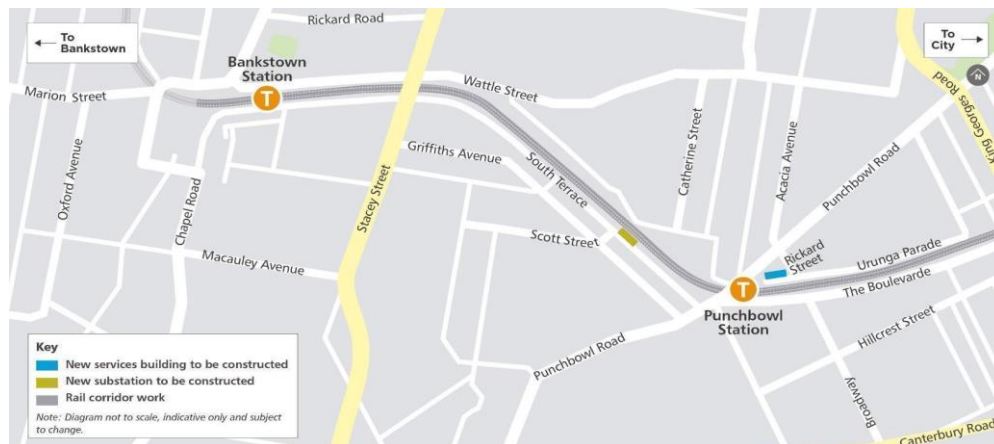 To
Bankstown
Rickard Road
To
City
N
Bankstown
Station
T
Marion Street
Wattle Street
King Georges Road
Griffiths Avenue
South Terrace
Catherine Street
Acacia Avenue
Punchbowl Road
Oxford Avenue
Chapel Road
Stacey Street
Scott Street
Macauley Avenue
Rickard
Street
Urunga Parade
T
The Boulevarde
Punchbowl
Station
Hillcrest Street
Punchbowl Road
Broadway
Canterbury Road
Key
New services building to be constructed
New substation to be constructed
Rail corridor work
Note: Diagram not to scale, indicative only and subject
to change.